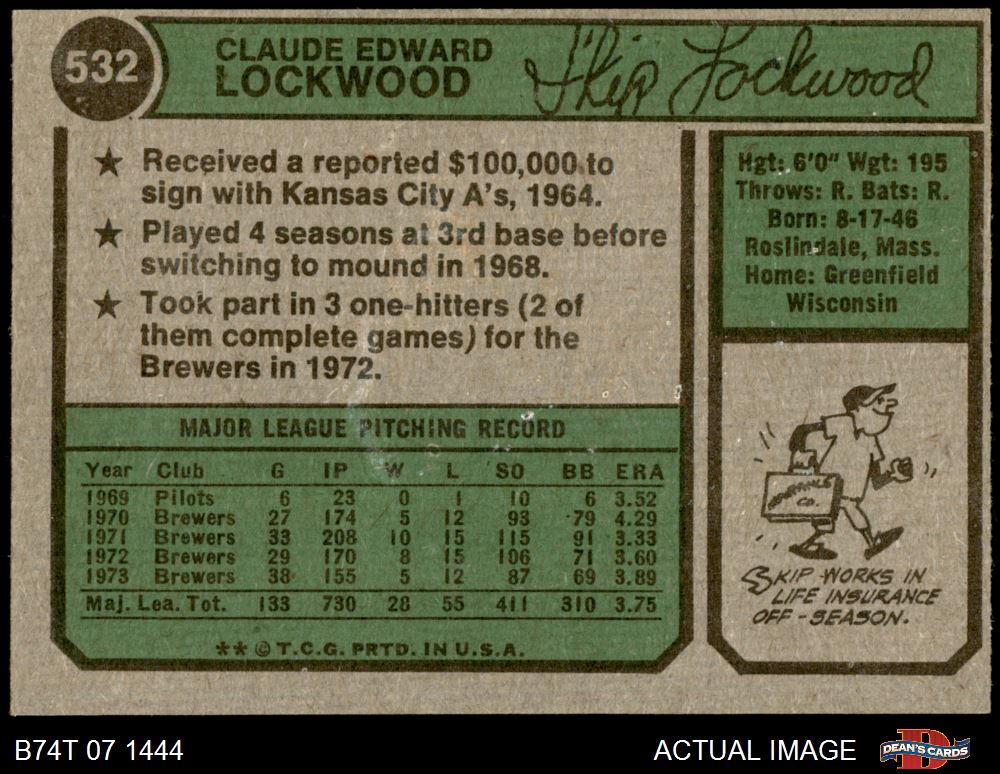 532
CLAUDE EDWARD
LOCKWOOD
Skip Lockwood
★ Received a reported $100,000 to
sign with Kansas City A's, 1964.
★ Played 4 seasons at 3rd base before
switching to mound in 1968.
★ Took part in 3 one-hitters (2 of
them complete games) for the
Brewers in 1972.
Hgt: 6'0" Wgt: 195
Throws: R. Bats: R.
Born: 8-17-46
Roslindale, Mass.
Home: Greenfield
Wisconsin
MAJOR LEAGUE PITCHING RECORD
Year Club G IP W L SO BB ERA
1969 Pilots 6 23 0 1 10 6 3.52
1970 Brewers 27 174 5 12 93 79 4.29
1971 Brewers 33 208 10 15 115 91 3.33
1972 Brewers 29 170 8 15 106 71 3.60
1973 Brewers 38 155 5 12 87 69 3.89
Maj. Lea. Tot. 133 730 28 55 411 310 3.75
** © T.C.G. PRTD. IN U.S.A.
INSURANCE
CO.
SKIP WORKS IN
LIFE INSURANCE
OFF-SEASON.
B74T 07 1444
ACTUAL IMAGE
DEAN'S CARDS